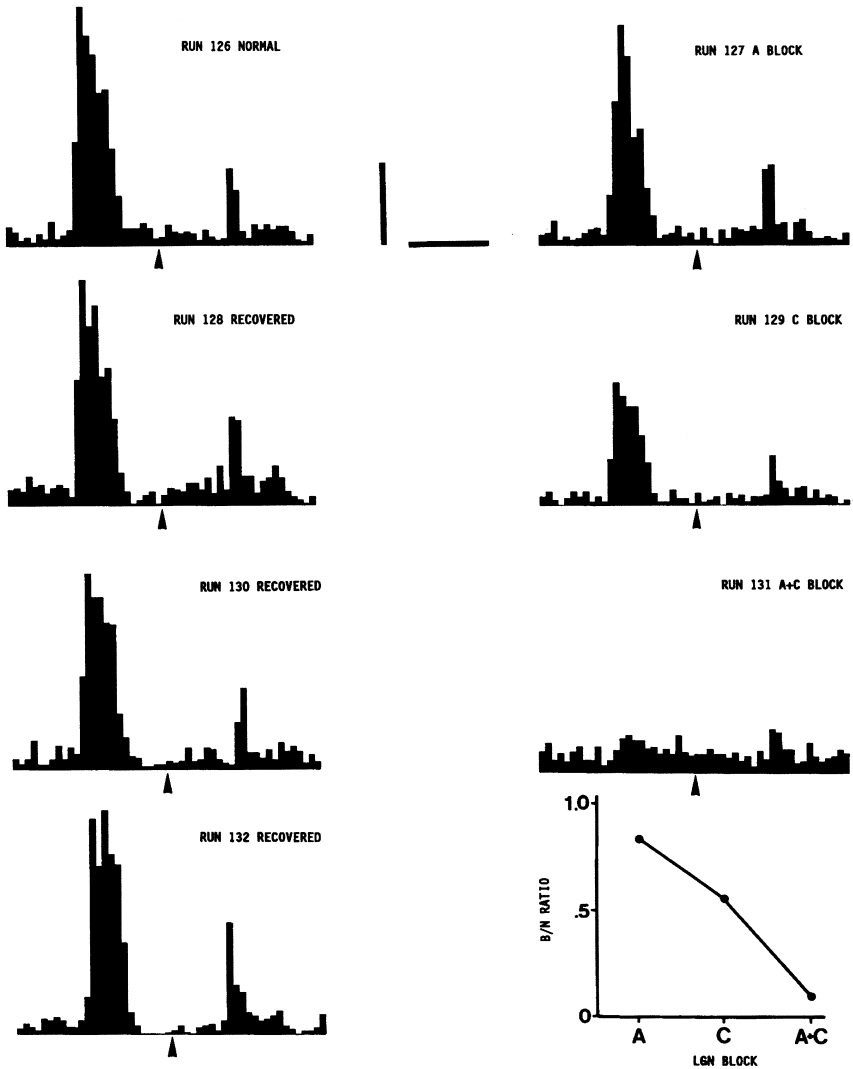 RUN 126 NORMAL
RUN 127 A BLOCK
RUN 128 RECOVERED
RUN 129 C BLOCK
RUN 130 RECOVERED
RUN 131 A+C BLOCK
RUN 132 RECOVERED
1.0
.5
0
B/N RATIO
A
C
A+C
LGN BLOCK